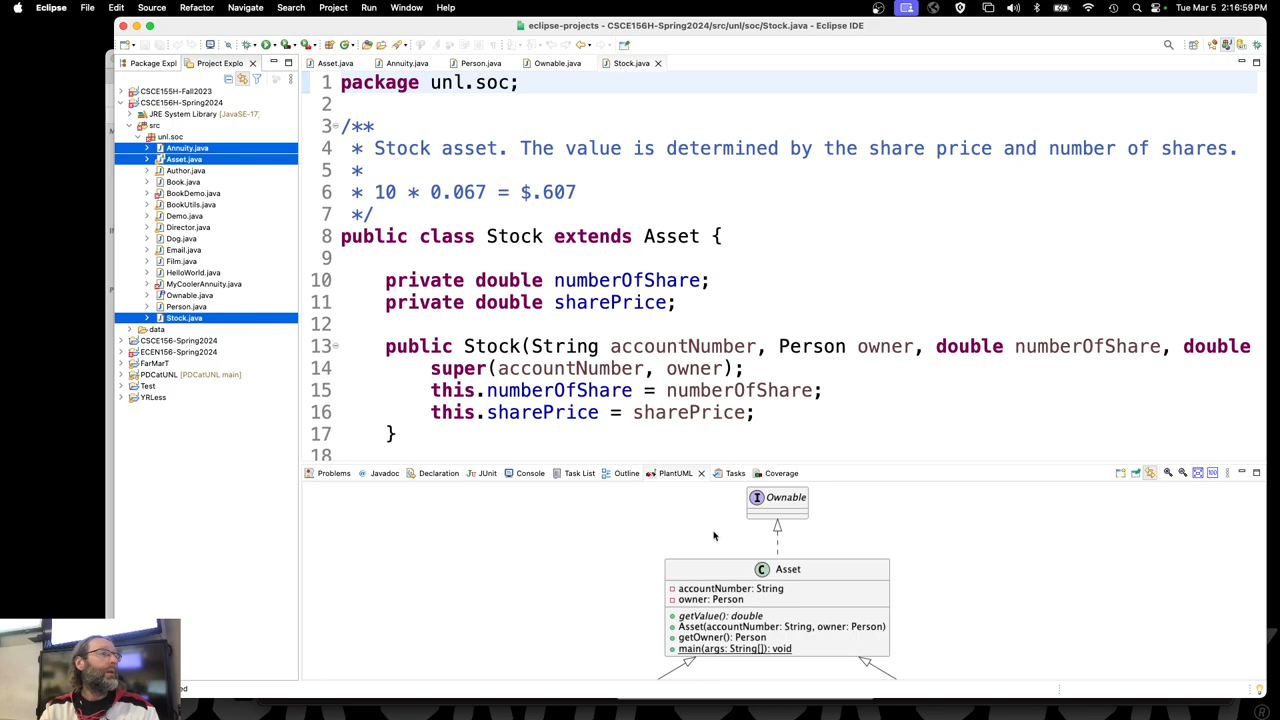 Eclipse File Edit Source Refactor Navigate Search Project Run Window Help Tue Mar 5 2:16:59 PM
eclipse-projects - CSCE156H-Spring2024/src/unl/soc/Stock.java - Eclipse IDE
Package Expl Project Explo
CSCE155H-Fall2023
CSCE156H-Spring2024
JRE System Library [JavaSE-17]
src
unl.soc
Annuity.java
Asset.java
Author.java
Book.java
BookDemo.java
BookUtils.java
Demo.java
Director.java
Dog.java
Email.java
Film.java
HelloWorld.java
MyCoolerAnnuity.java
Ownable.java
Person.java
Stock.java
data
CSCE156-Spring2024
ECEN156-Spring2024
FarMarT
PDCatUNL [PDCatUNL main]
Test
YRLess
Asset.java Annuity.java Person.java Ownable.java Stock.java
1 package unl.soc;
2
3 /**
4 * Stock asset. The value is determined by the share price and number of shares.
5 *
6 * 10 * 0.067 = $.607
7 */
8 public class Stock extends Asset {
9
10 private double numberOfShare;
11 private double sharePrice;
12
13 public Stock(String accountNumber, Person owner, double numberOfShare, double
14 super(accountNumber, owner);
15 this.numberOfShare = numberOfShare;
16 this.sharePrice = sharePrice;
17 }
18
Problems Javadoc Declaration JUnit Console Task List Outline PlantUML Tasks Coverage
I Ownable
C Asset
accountNumber: String
owner: Person
getValue(): double
Asset(accountNumber: String, owner: Person)
getOwner(): Person
main(args: String[]): void